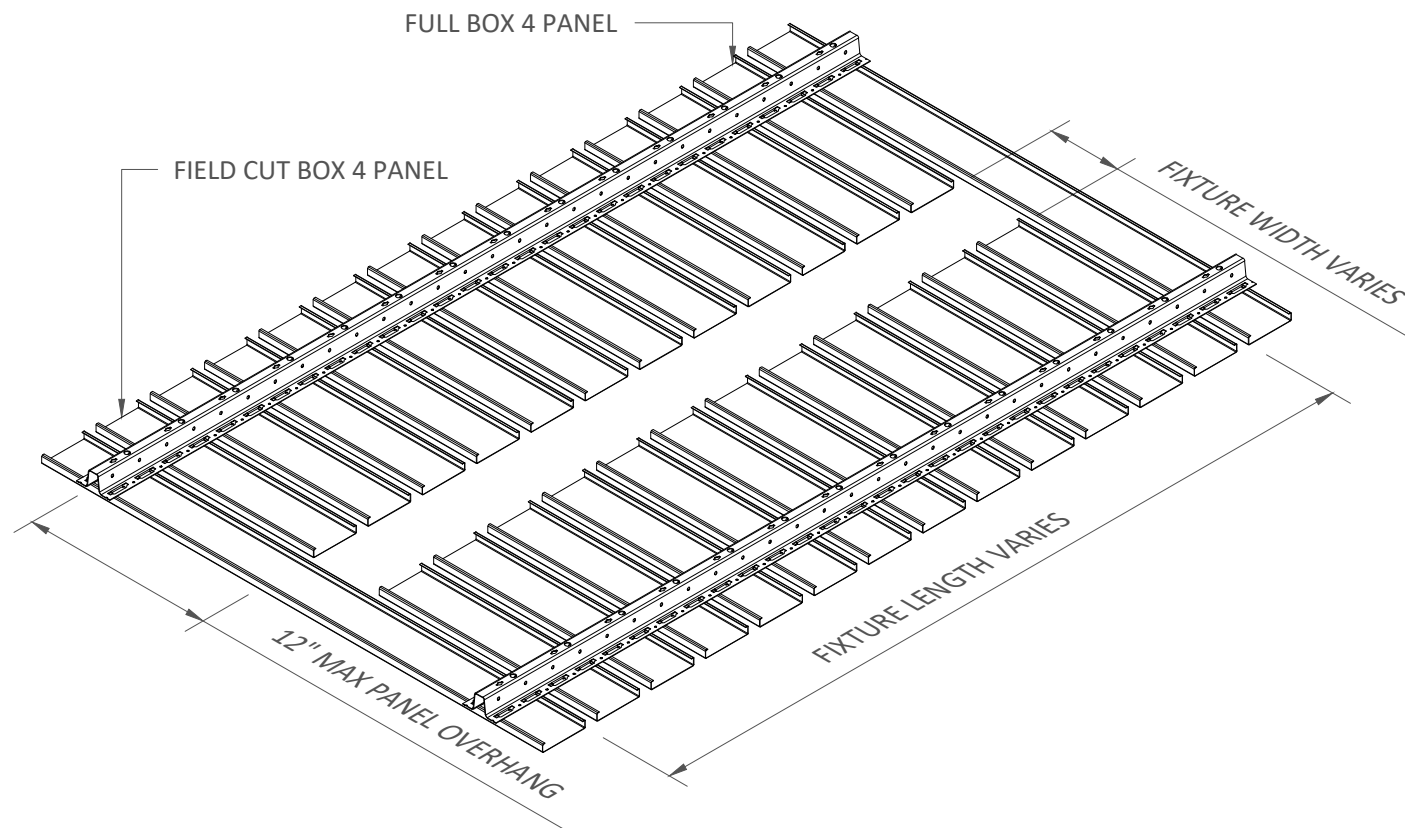 FULL BOX 4 PANEL
FIELD CUT BOX 4 PANEL
FIXTURE WIDTH VARIES
FIXTURE LENGTH VARIES
12" MAX PANEL OVERHANG